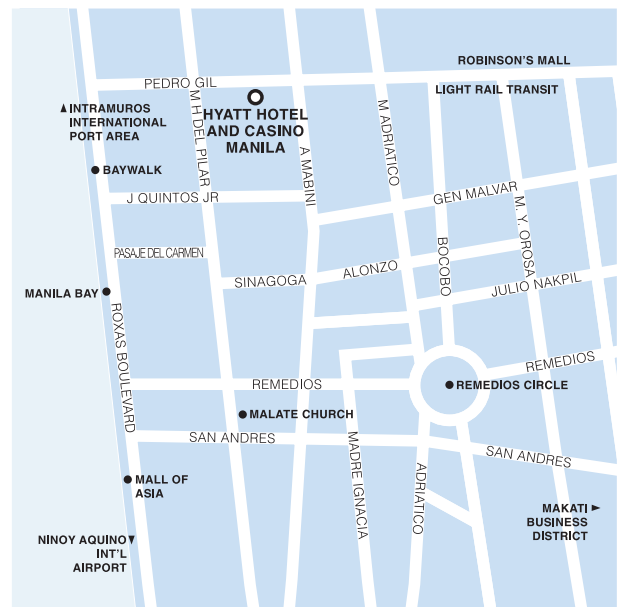 ROBINSON'S MALL
PEDRO GIL
LIGHT RAIL TRANSIT
INTRAMUROS
INTERNATIONAL
PORT AREA
M H DEL PILAR
HYATT HOTEL
AND CASINO
MANILA
A MABINI
M ADRIATICO
BAYWALK
J QUINTOS JR
GEN MALVAR
M. Y. OROSA
PASAJE DEL CARMEN
SINAGOGA
ALONZO
BOCOBO
JULIO NAKPIL
MANILA BAY
ROXAS BOULEVARD
REMEDIOS
REMEDIOS
REMEDIOS CIRCLE
MALATE CHURCH
SAN ANDRES
MADRE IGNACIA
ADRIATICO
SAN ANDRES
MALL OF
ASIA
MAKATI
BUSINESS
DISTRICT
NINOY AQUINO
INT'L
AIRPORT